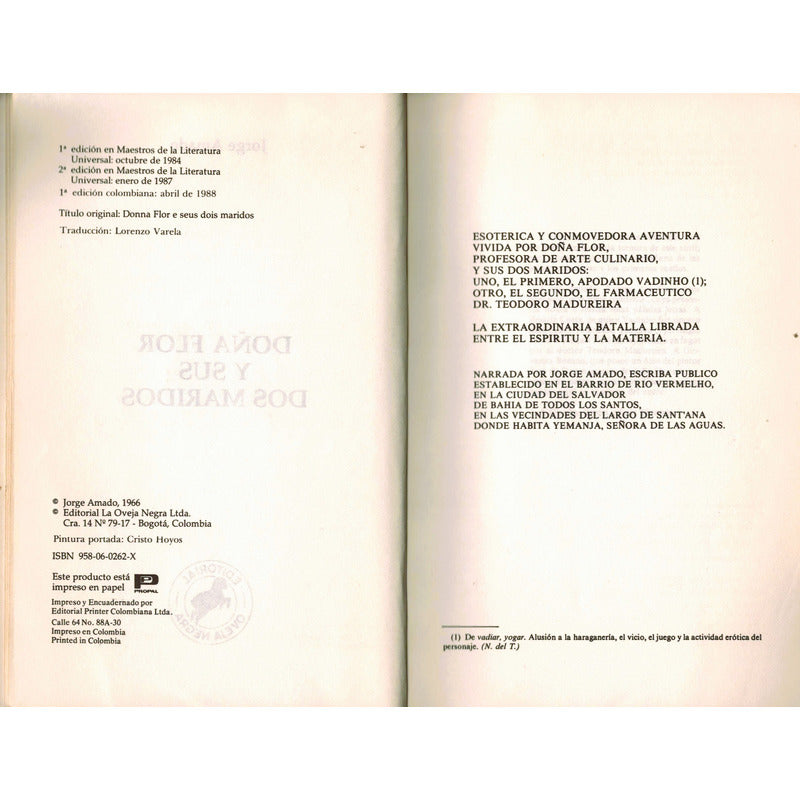 1ª edición en Maestros de la Literatura
Universal: octubre de 1984
2ª edición en Maestros de la Literatura
Universal: enero de 1987
1ª edición colombiana: abril de 1988
Título original: Donna Flor e seus dois maridos
Traducción: Lorenzo Varela
DOÑA FLOR
Y SUS
DOS MARIDOS
© Jorge Amado, 1966
© Editorial La Oveja Negra Ltda.
Cra. 14 Nº 79-17 - Bogotá, Colombia
Pintura portada: Cristo Hoyos
ISBN 958-06-0262-X
Este producto está
impreso en papel
PROPAL
Impreso y Encuadernado por
Editorial Printer Colombiana Ltda.
Calle 64 No. 88A-30
Impreso en Colombia
Printed in Colombia
EDITORIAL
OVEJA NEGRA
ESOTERICA Y CONMOVEDORA AVENTURA
VIVIDA POR DOÑA FLOR,
PROFESORA DE ARTE CULINARIO,
Y SUS DOS MARIDOS:
UNO, EL PRIMERO, APODADO VADINHO (1);
OTRO, EL SEGUNDO, EL FARMACEUTICO
DR. TEODORO MADUREIRA
LA EXTRAORDINARIA BATALLA LIBRADA
ENTRE EL ESPIRITU Y LA MATERIA.
NARRADA POR JORGE AMADO, ESCRIBA PUBLICO
ESTABLECIDO EN EL BARRIO DE RIO VERMELHO,
EN LA CIUDAD DEL SALVADOR
DE BAHIA DE TODOS LOS SANTOS,
EN LAS VECINDADES DEL LARGO DE SANT'ANA
DONDE HABITA YEMANJA, SEÑORA DE LAS AGUAS.
(1) De vadiar, yogar. Alusión a la haraganería, el vicio, el juego y la actividad erótica del
personaje. (N. del T.)